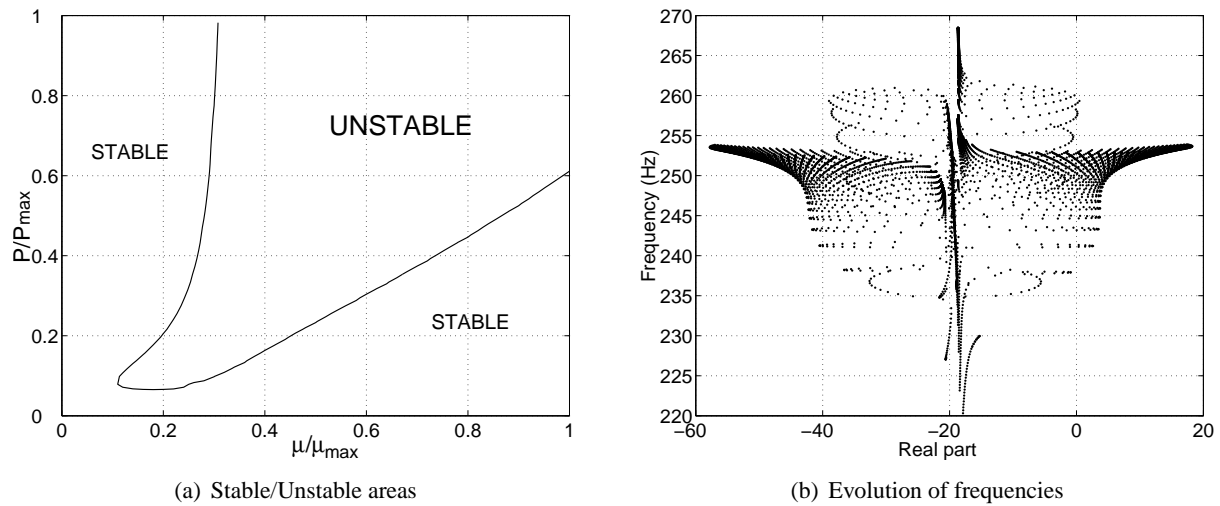 1
0.8
0.6
0.4
0.2
0
P/Pmax
STABLE
UNSTABLE
STABLE
0 0.2 0.4 0.6 0.8 1
μ/μmax
(a) Stable/Unstable areas
270
265
260
255
250
245
240
235
230
225
220
Frequency (Hz)
−60 −40 −20 0 20
Real part
(b) Evolution of frequencies